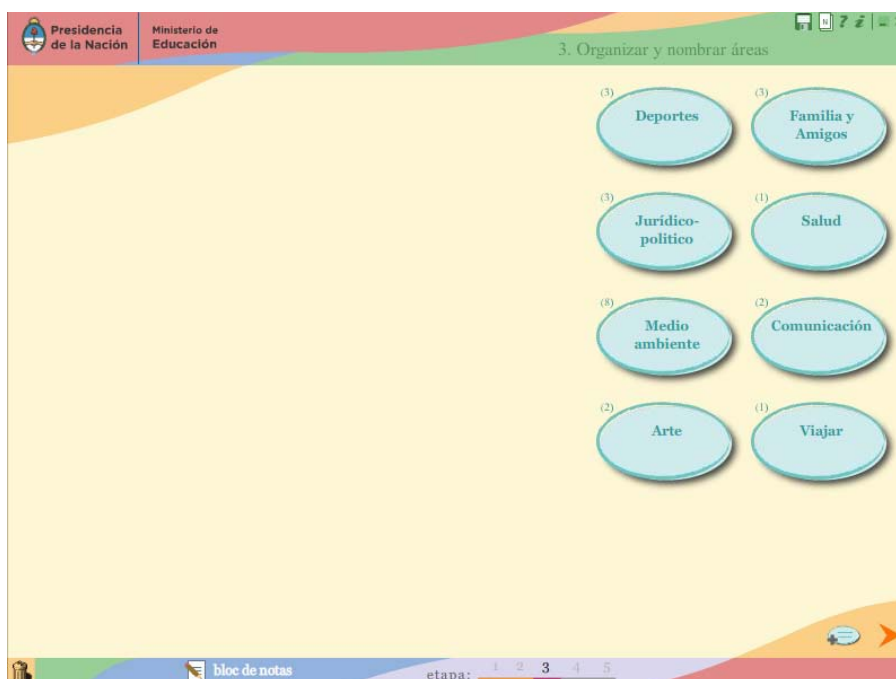 Presidencia
de la Nación
Ministerio de
Educación
N ? i
3. Organizar y nombrar áreas
(3)
Deportes
(3)
Familia y
Amigos
(3)
Jurídico-
politico
(1)
Salud
(8)
Medio
ambiente
(2)
Comunicación
(2)
Arte
(1)
Viajar
bloc de notas
etapa: 1 2 3 4 5